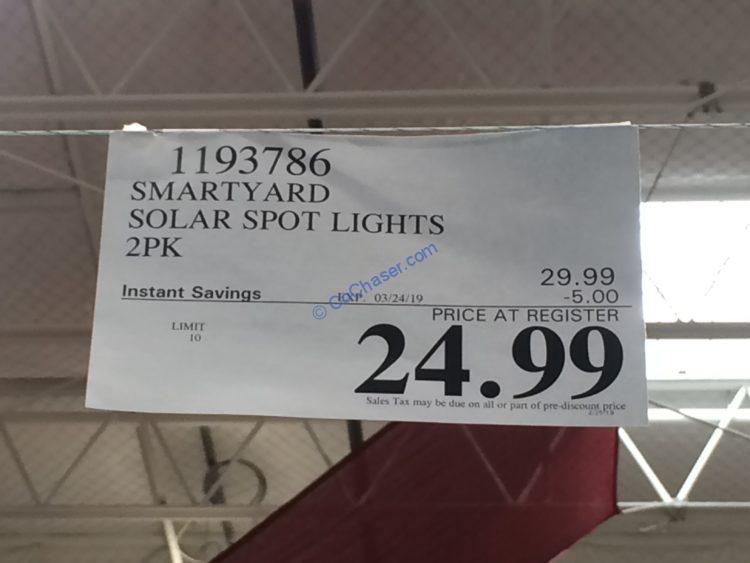 1193786
SMARTYARD
SOLAR SPOT LIGHTS
2PK
29.99
Instant Savings EXP. 03/24/19 -5.00
© CoChaser.com
PRICE AT REGISTER
LIMIT
10
24.99
Sales Tax may be due on all or part of pre-discount price